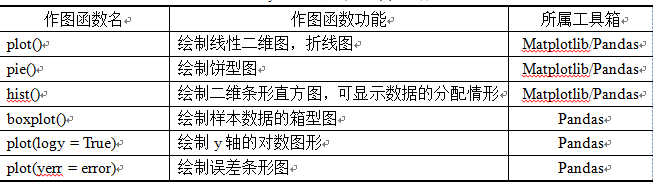 作图函数名 作图函数功能 所属工具箱
plot() 绘制线性二维图，折线图 Matplotlib/Pandas
pie() 绘制饼型图 Matplotlib/Pandas
hist() 绘制二维条形直方图，可显示数据的分配情形 Matplotlib/Pandas
boxplot() 绘制样本数据的箱型图 Pandas
plot(logy = True) 绘制 y 轴的对数图形 Pandas
plot(yerr = error) 绘制误差条形图 Pandas